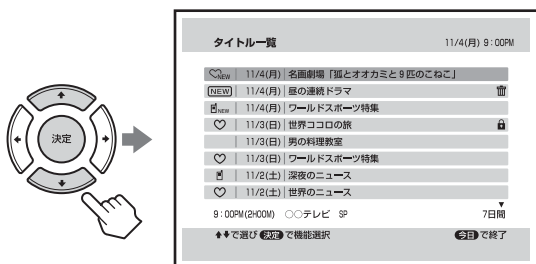 決定
タイトル一覧 11/4(月) 9:00PM
NEW 11/4(月) 名画劇場「狐とオオカミと9匹のこねこ」
NEW 11/4(月) 昼の連続ドラマ
NEW 11/4(月) ワールドスポーツ特集
11/3(日) 世界ココロの旅
11/3(日) 男の料理教室
11/3(日) ワールドスポーツ特集
11/2(土) 深夜のニュース
11/2(土) 世界のニュース
9:00PM(2H00M) ○○テレビ SP 7日間
で選び 決定 で機能選択 今日 で終了